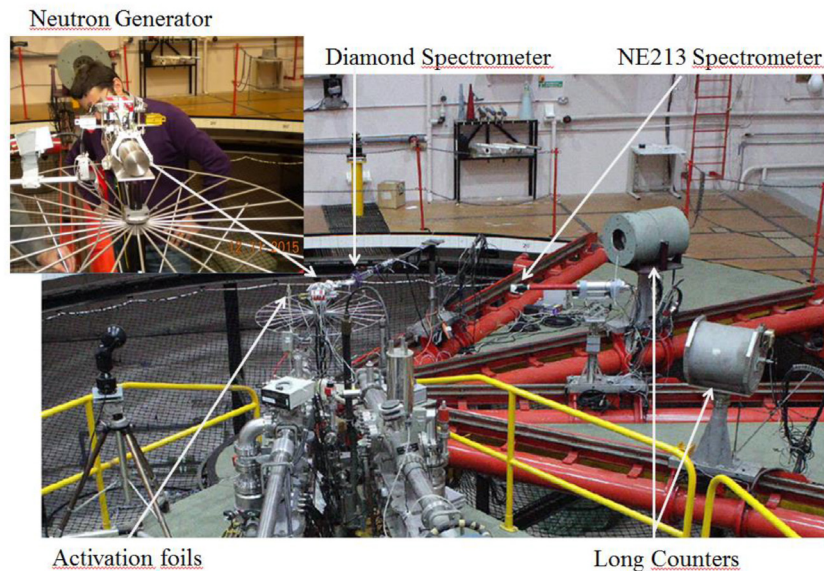 Neutron Generator
Diamond Spectrometer
NE213 Spectrometer
Activation foils
Long Counters